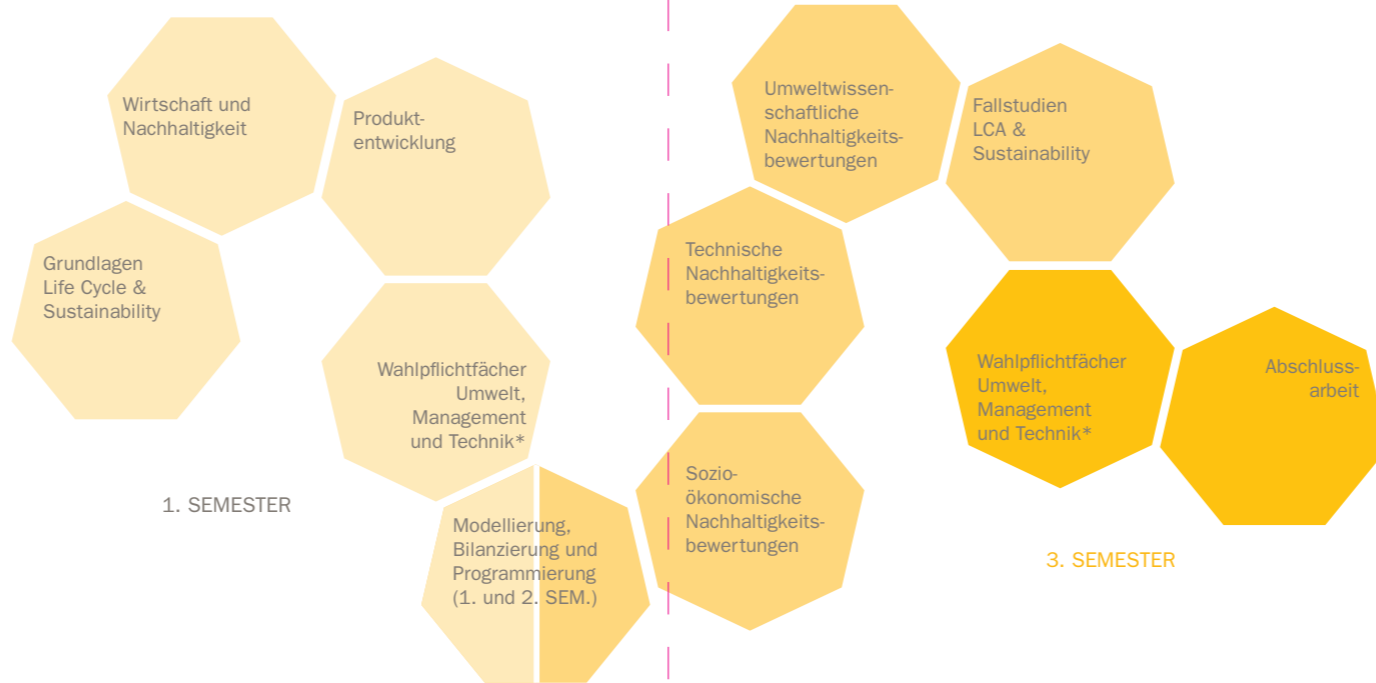 Wirtschaft und
Nachhaltigkeit
Produkt-
entwicklung
Grundlagen
Life Cycle &
Sustainability
Wahlpflichtfächer
Umwelt,
Management
und Technik*
1. SEMESTER
Modellierung,
Bilanzierung und
Programmierung
(1. und 2. SEM.)
Umweltwissen-
schaftliche
Nachhaltigkeits-
bewertungen
Fallstudien
LCA &
Sustainability
Technische
Nachhaltigkeits-
bewertungen
Sozio-
ökonomische
Nachhaltigkeits-
bewertungen
Wahlpflichtfächer
Umwelt,
Management
und Technik*
Abschluss-
arbeit
3. SEMESTER